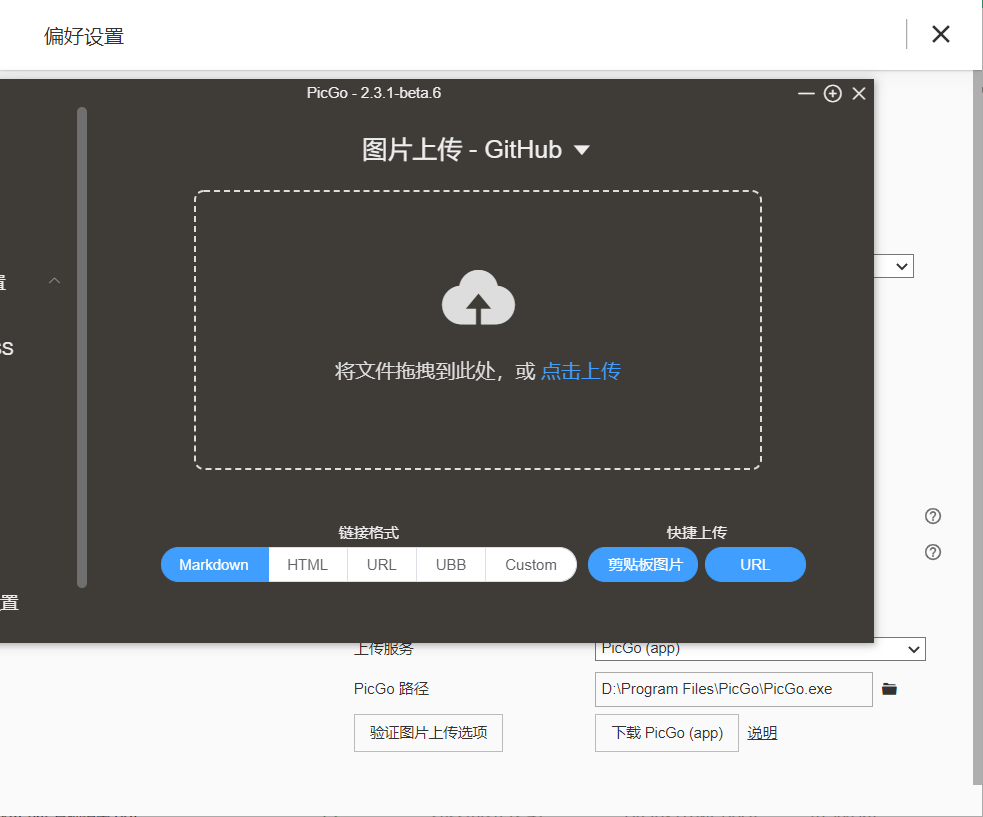 偏好设置
PicGo - 2.3.1-beta.6
图片上传 - GitHub
置
将文件拖拽到此处，或 点击上传
链接格式
快捷上传
Markdown HTML URL UBB Custom 剪贴板图片 URL
置
上传服务 PicGo (app)
PicGo 路径 D:\Program Files\PicGo\PicGo.exe
验证图片上传选项 下载 PicGo (app) 说明